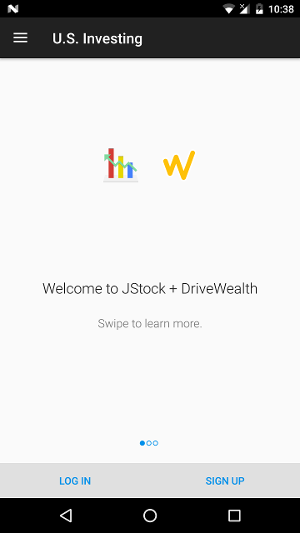 10:38
U.S. Investing
Welcome to JStock + DriveWealth
Swipe to learn more.
LOG IN SIGN UP